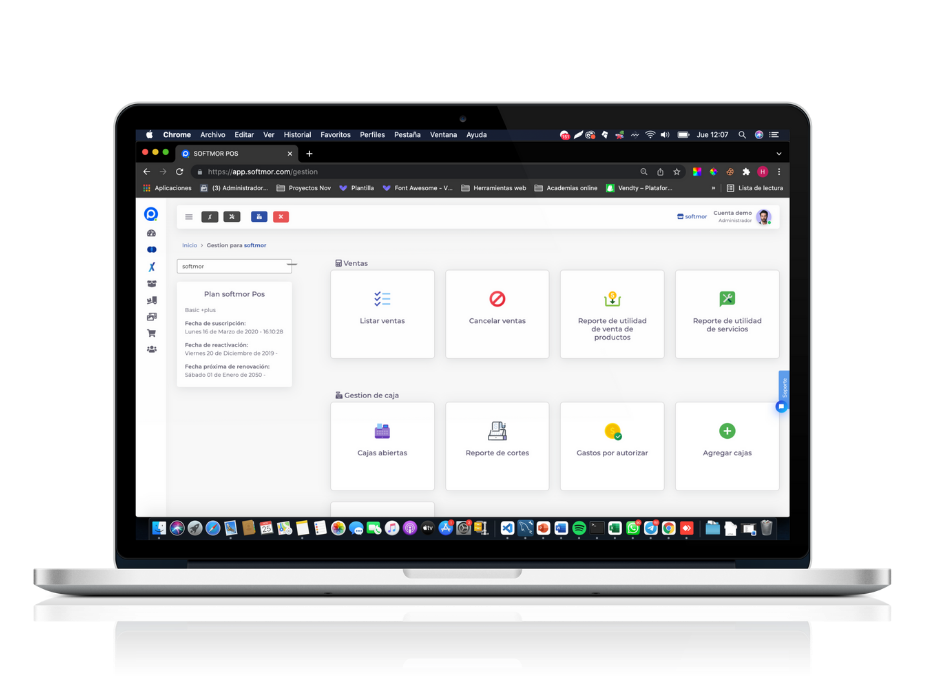 Chrome Archivo Editar Ver Historial Favoritos Perfiles Pestaña Ventana Ayuda
Jue 12:07
SOFTMOR POS
https://app.softmor.com/gestion
H
Aplicaciones
(3) Administrador...
Proyectos Nov
Plantilla
Font Awesome - V...
Herramientas web
Academias online
Vendty – Platafor...
»
Lista de lectura
softmor
Cuenta demo
Administrador
Inicio > Gestion para softmor
softmor
Plan softmor Pos
Basic +plus
Fecha de suscripción:
Lunes 16 de Marzo de 2020 - 16:10:28
Fecha de reactivación:
Viernes 20 de Diciembre de 2019 -
Fecha próxima de renovación:
Sábado 01 de Enero de 2030 -
Ventas
Listar ventas
Cancelar ventas
Reporte de utilidad
de venta de
productos
Reporte de utilidad
de servicios
Soporte
Gestion de caja
Cajas abiertas
Reporte de cortes
Gastos por autorizar
Agregar cajas